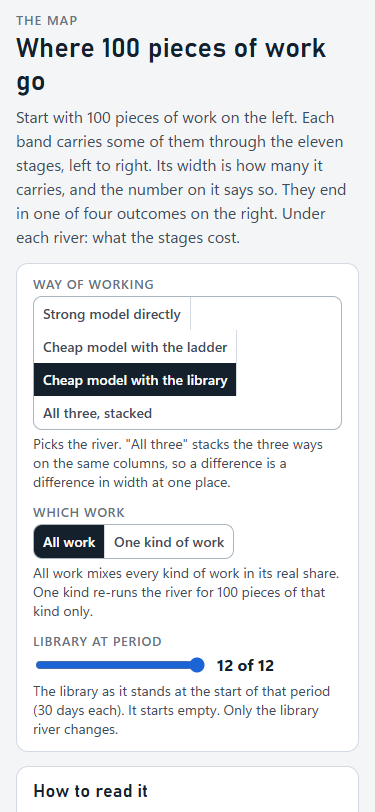 THE MAP
Where 100 pieces of work
go
Start with 100 pieces of work on the left. Each
band carries some of them through the eleven
stages, left to right. Its width is how many it
carries, and the number on it says so. They end
in one of four outcomes on the right. Under
each river: what the stages cost.
WAY OF WORKING
Strong model directly
Cheap model with the ladder
Cheap model with the library
All three, stacked
Picks the river. "All three" stacks the three ways
on the same columns, so a difference is a
difference in width at one place.
WHICH WORK
All work One kind of work
All work mixes every kind of work in its real share.
One kind re-runs the river for 100 pieces of that
kind only.
LIBRARY AT PERIOD
12 of 12
The library as it stands at the start of that period
(30 days each). It starts empty. Only the library
river changes.
How to read it